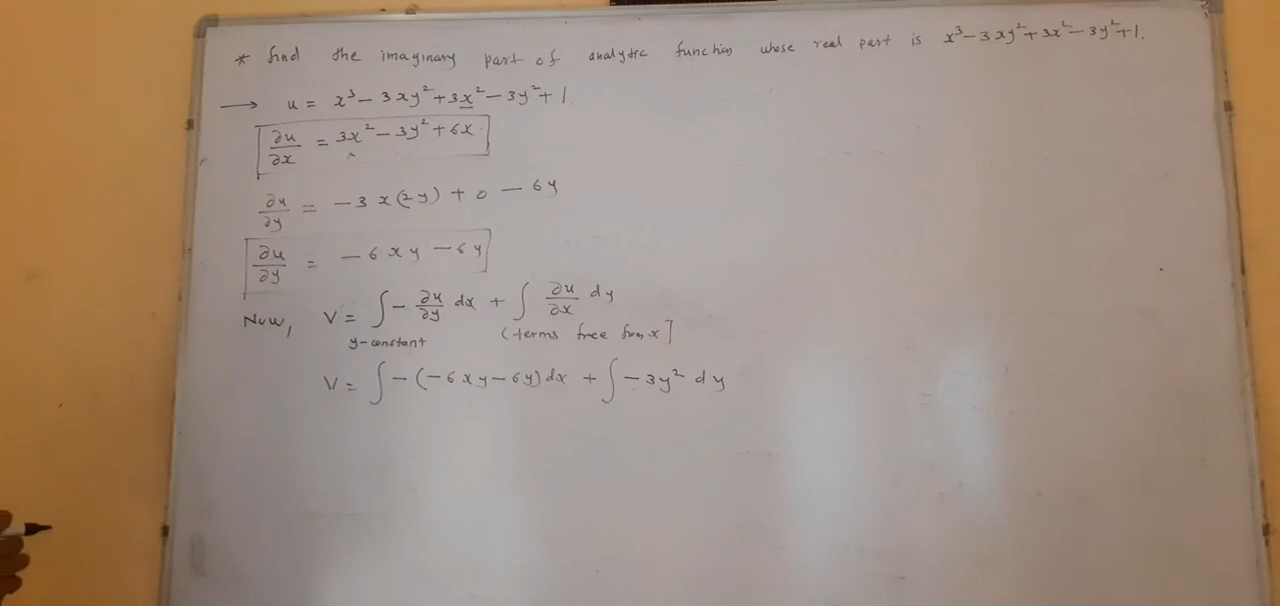 * find the imaginary part of analytic function whose real part is x³ − 3xy² + 3x² − 3y² + 1.
→ u = x³ − 3xy² + 3x² − 3y² + 1.
∂u/∂x = 3x² − 3y² + 6x.
∂u/∂y = −3x(2y) + 0 − 6y
∂u/∂y = −6xy − 6y
Now, V = ∫ −∂u/∂y dx + ∫ ∂u/∂x dy
y-constant (terms free from x]
V = ∫ −(−6xy − 6y) dx + ∫ −3y² dy